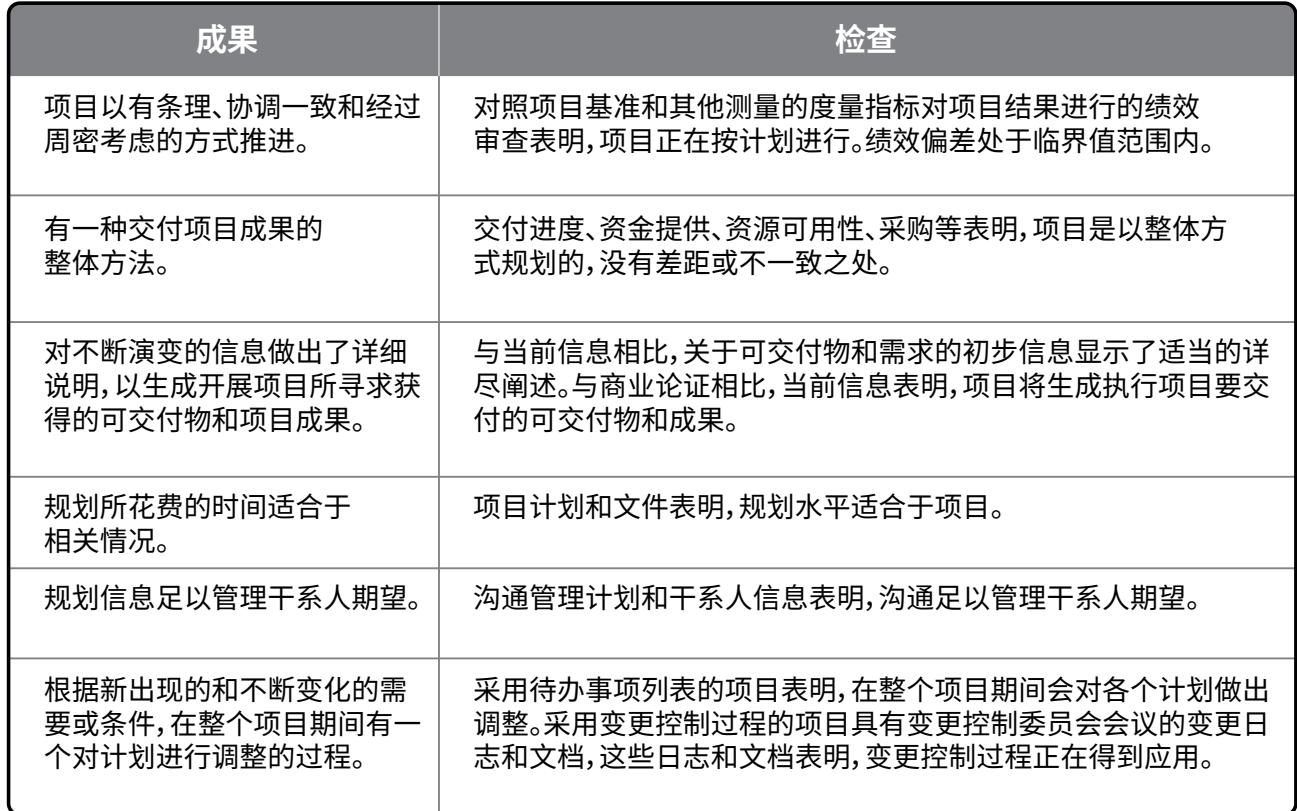 成果
检查
项目以有条理、协调一致和经过
周密考虑的方式推进。
对照项目基准和其他测量的度量指标对项目结果进行的绩效
审查表明,项目正在按计划进行。绩效偏差处于临界值范围内。
有一种交付项目成果的
整体方法。
交付进度、资金提供、资源可用性、采购等表明,项目是以整体方
式规划的,没有差距或不一致之处。
对不断演变的信息做出了详细
说明,以生成开展项目所寻求获
得的可交付物和项目成果。
与当前信息相比,关于可交付物和需求的初步信息显示了适当的详
尽阐述。与商业论证相比,当前信息表明,项目将生成执行项目要交
付的可交付物和成果。
规划所花费的时间适合于
相关情况。
项目计划和文件表明,规划水平适合于项目。
规划信息足以管理干系人期望。
沟通管理计划和干系人信息表明,沟通足以管理干系人期望。
根据新出现的和不断变化的需
要或条件,在整个项目期间有一
个对计划进行调整的过程。
采用待办事项列表的项目表明,在整个项目期间会对各个计划做出
调整。采用变更控制过程的项目具有变更控制委员会会议的变更日
志和文档,这些日志和文档表明,变更控制过程正在得到应用。